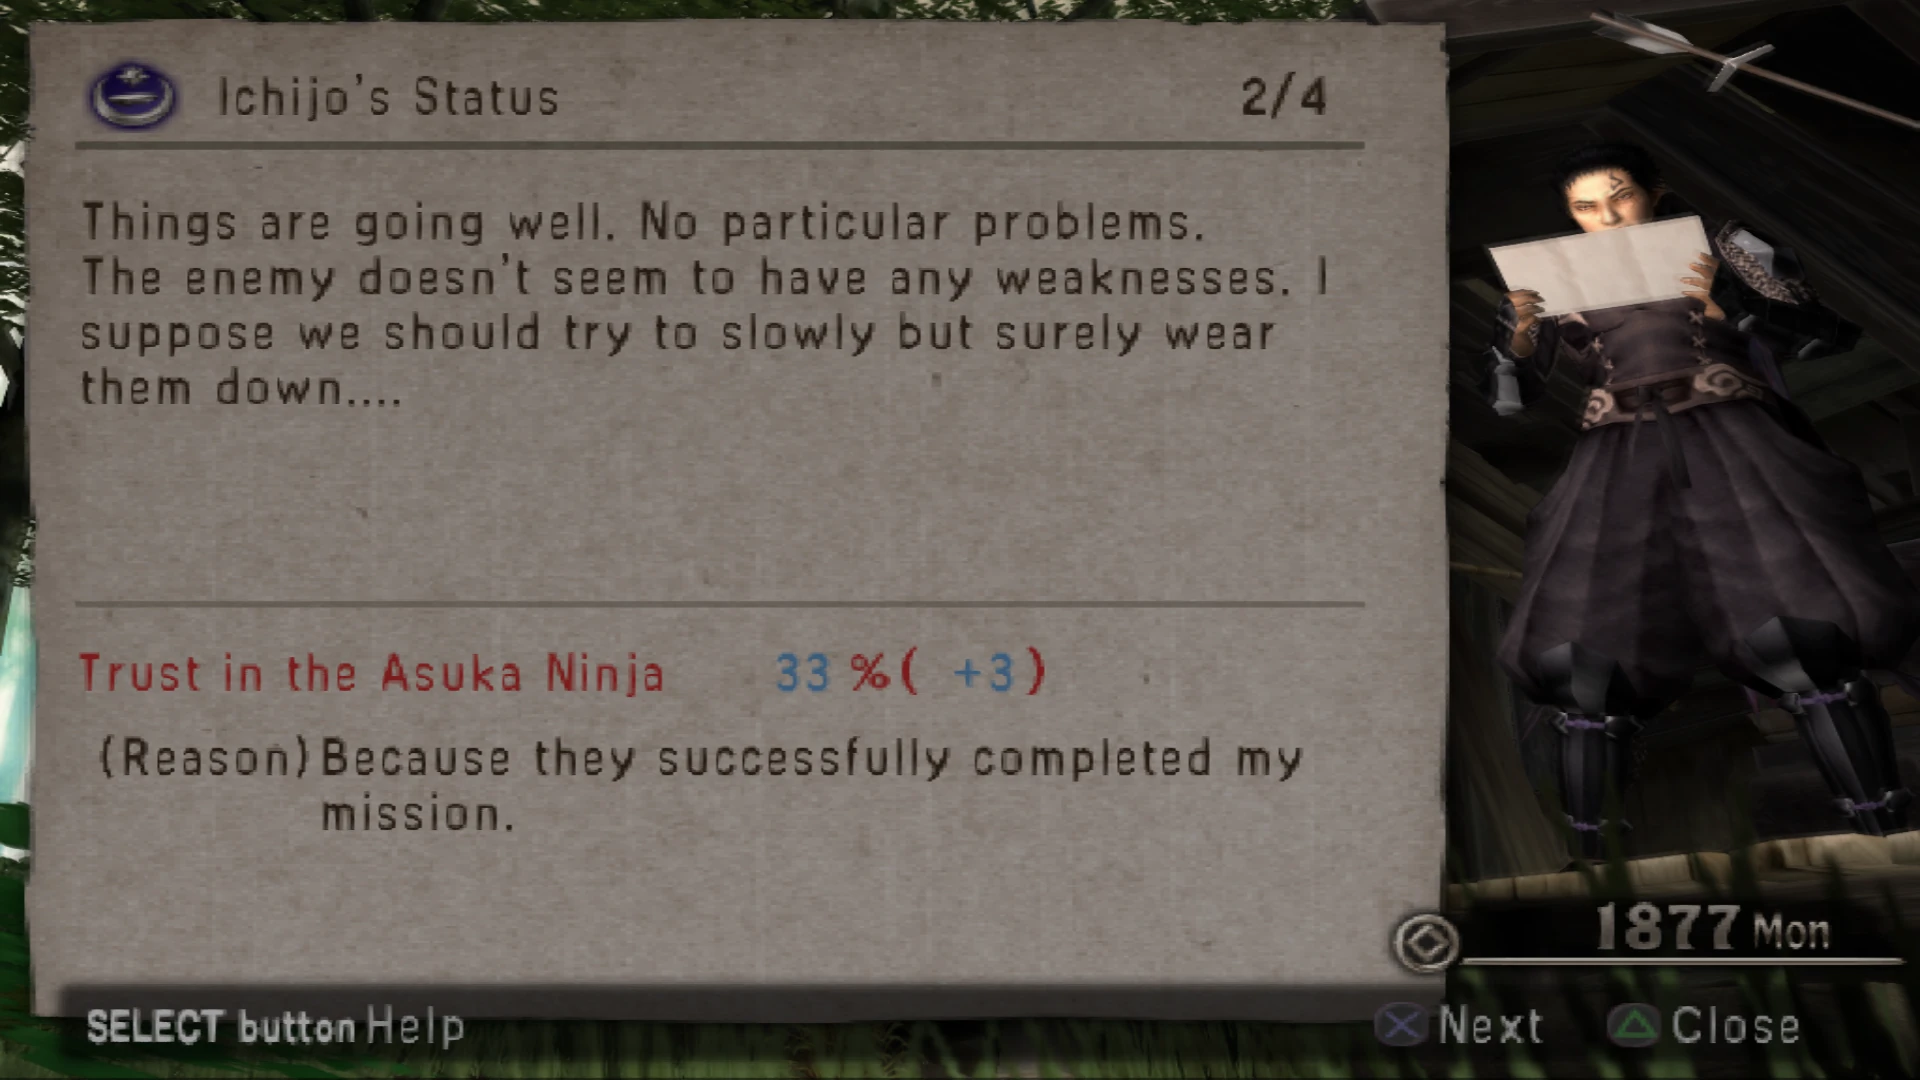 Ichijo's Status 2/4
Things are going well. No particular problems.
The enemy doesn't seem to have any weaknesses. I
suppose we should try to slowly but surely wear
them down....
Trust in the Asuka Ninja 33 %( +3)
(Reason)Because they successfully completed my
mission.
1877 Mon
SELECT button Help Next Close